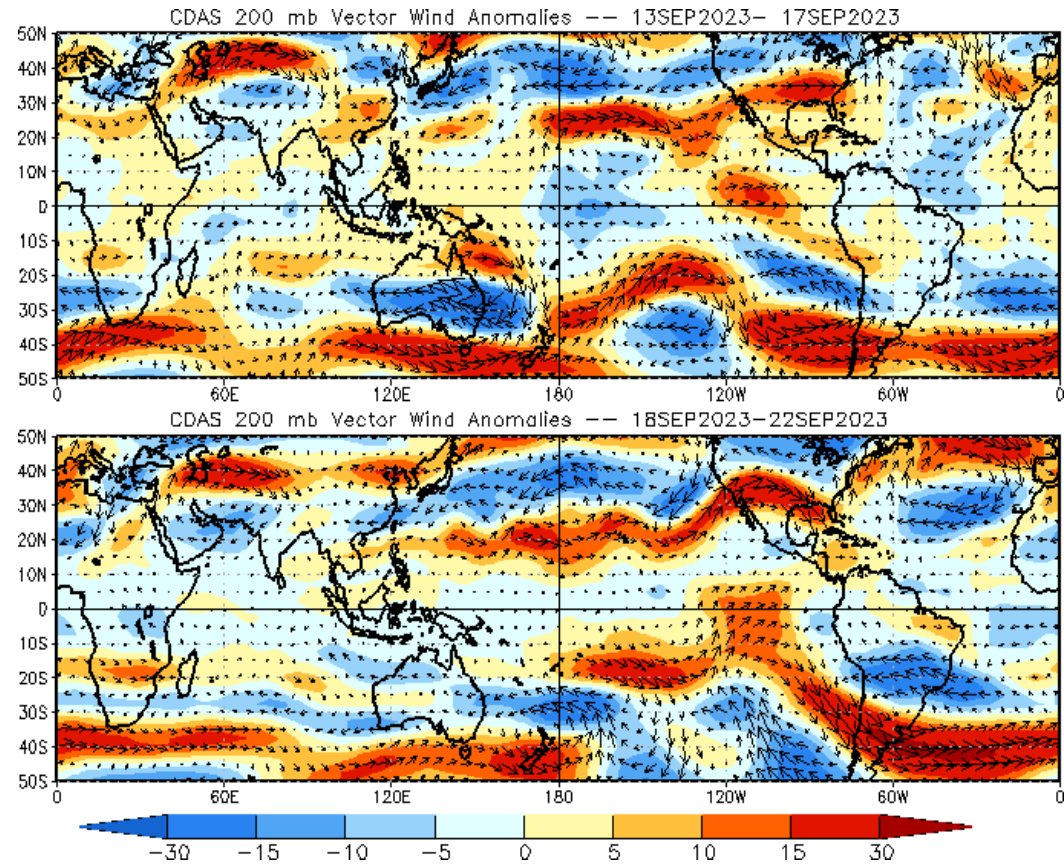 CDAS 200 mb Vector Wind Anomalies -- 13SEP2023- 17SEP2023
50N
40N
30N
20N
10N
0
10S
20S
30S
40S
50S
0 60E 120E 180 120W 60W 0
CDAS 200 mb Vector Wind Anomalies -- 18SEP2023-22SEP2023
50N
40N
30N
20N
10N
0
10S
20S
30S
40S
50S
0 60E 120E 180 120W 60W 0
-30 -15 -10 -5 0 5 10 15 30